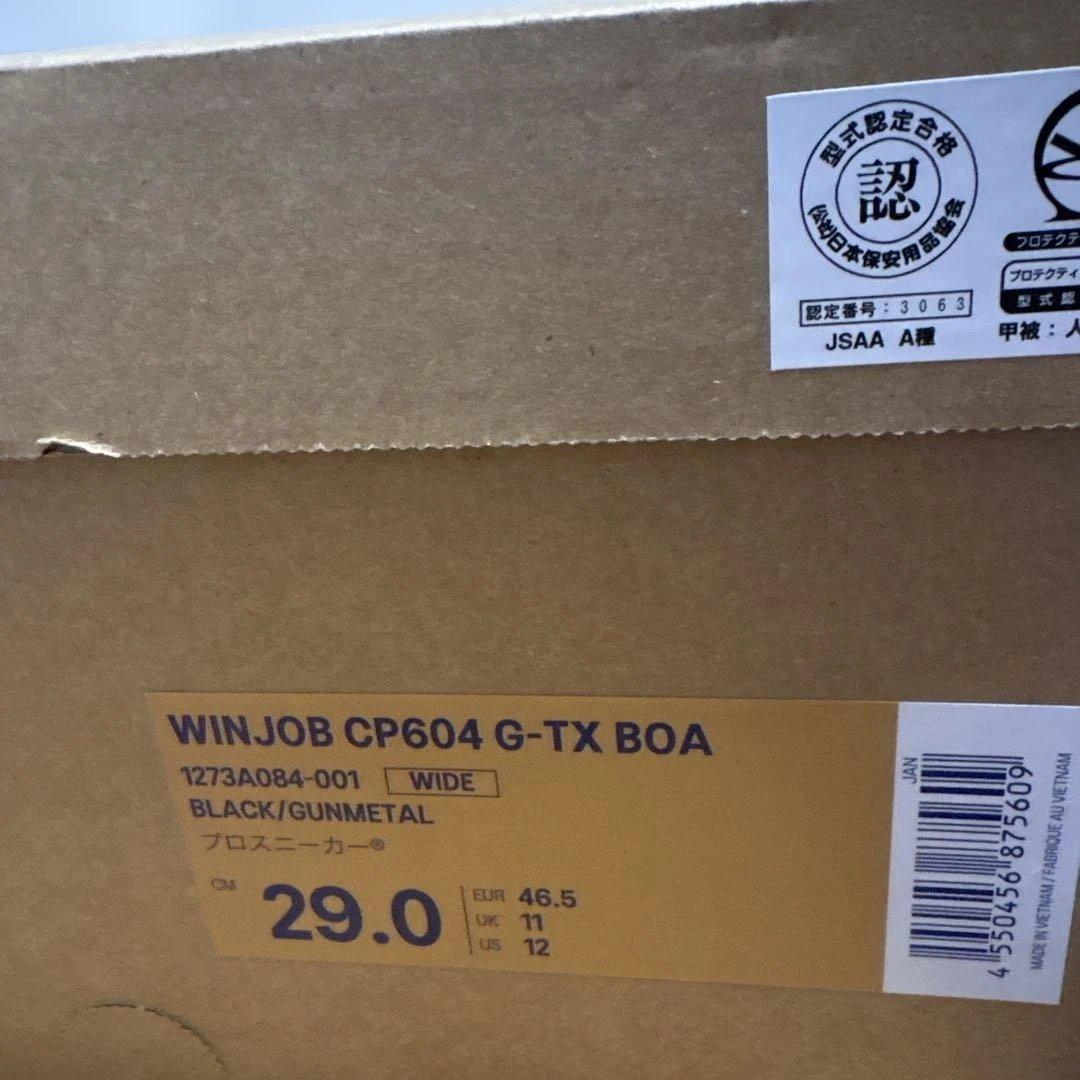 型式認定合格
認
(公社)日本保安用品協会
認定番号:3063
JSAA A種
プロテクテ
プロテクティ
型式認
甲被:人
WINJOB CP604 G-TX BOA
1273A084-001 WIDE
BLACK/GUNMETAL
プロスニーカー®
CM 29.0
EUR 46.5
UK 11
US 12
JAN
4 550456 875609
MADE IN VIETNAM / FABRIQUE AU VIETNAM